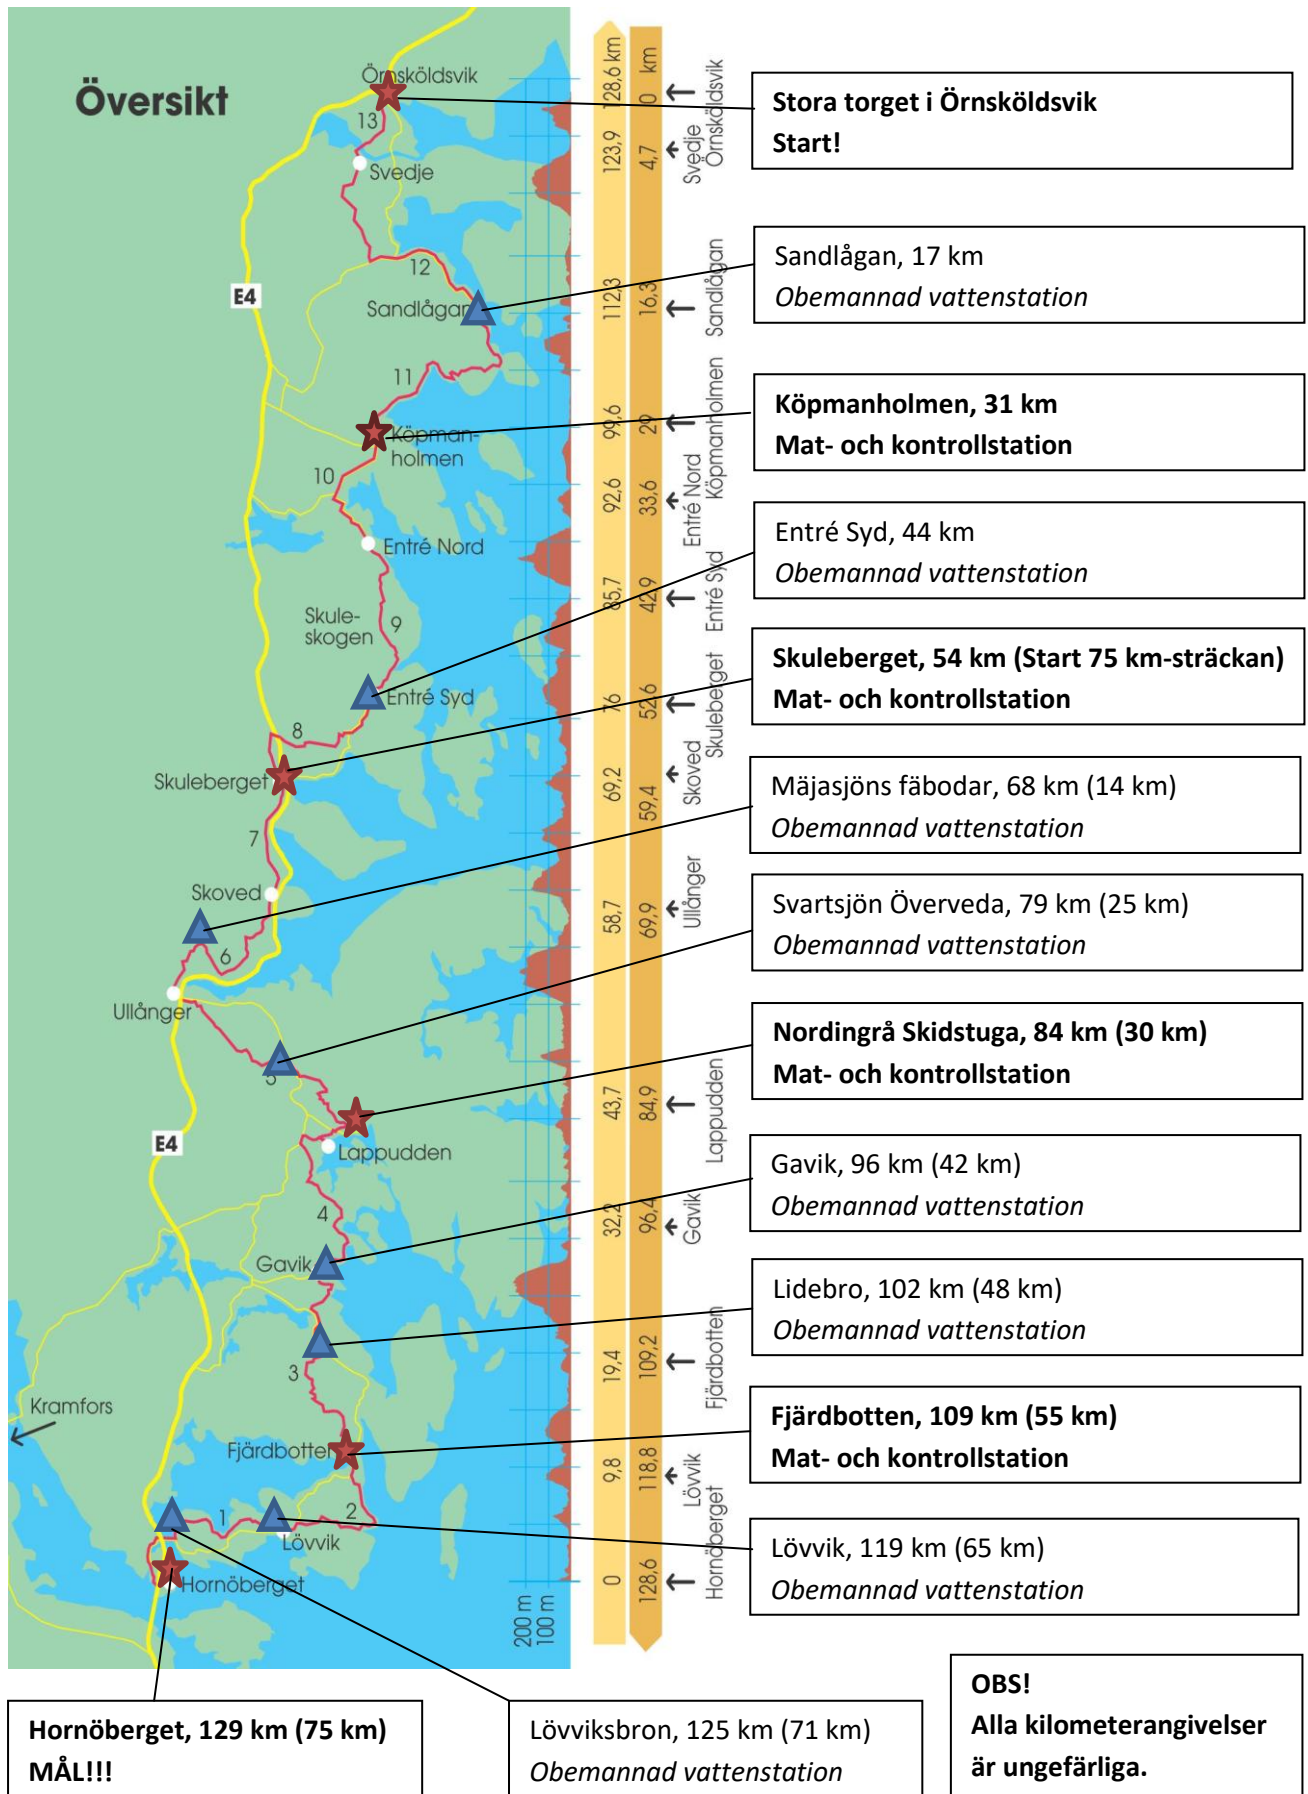 Översikt
Örnsköldsvik
13
Svedje
12
E4
Sandlågan
11
Köpman-
holmen
10
Entré Nord
Skule-
skogen
9
Entré Syd
8
Skuleberget
7
Skoved
6
Ullånger
5
E4
Lappudden
4
Gavik
3
Kramfors
Fjärdbotten
1
2
Lövvik
Hornöberget
200 m
100 m
128,6 km
0 km
Örnsköldsvik
123,9
4,7
Svedje
112,3
16,3
Sandlågan
99,6
29
Köpmanholmen
92,6
33,6
Entré Nord
85,7
42,9
Entré Syd
76
52,6
Skuleberget
69,2
59,4
Skoved
58,7
69,9
Ullånger
43,7
84,9
Lappudden
32,2
96,4
Gavik
19,4
109,2
Fjärdbotten
9,8
118,8
Lövvik
0
128,6
Hornöberget
Stora torget i Örnsköldsvik
Start!
Sandlågan, 17 km
Obemannad vattenstation
Köpmanholmen, 31 km
Mat- och kontrollstation
Entré Syd, 44 km
Obemannad vattenstation
Skuleberget, 54 km (Start 75 km-sträckan)
Mat- och kontrollstation
Mäjasjöns fäbodar, 68 km (14 km)
Obemannad vattenstation
Svartsjön Överveda, 79 km (25 km)
Obemannad vattenstation
Nordingrå Skidstuga, 84 km (30 km)
Mat- och kontrollstation
Gavik, 96 km (42 km)
Obemannad vattenstation
Lidebro, 102 km (48 km)
Obemannad vattenstation
Fjärdbotten, 109 km (55 km)
Mat- och kontrollstation
Lövvik, 119 km (65 km)
Obemannad vattenstation
Hornöberget, 129 km (75 km)
MÅL!!!
Lövviksbron, 125 km (71 km)
Obemannad vattenstation
OBS!
Alla kilometerangivelser
är ungefärliga.